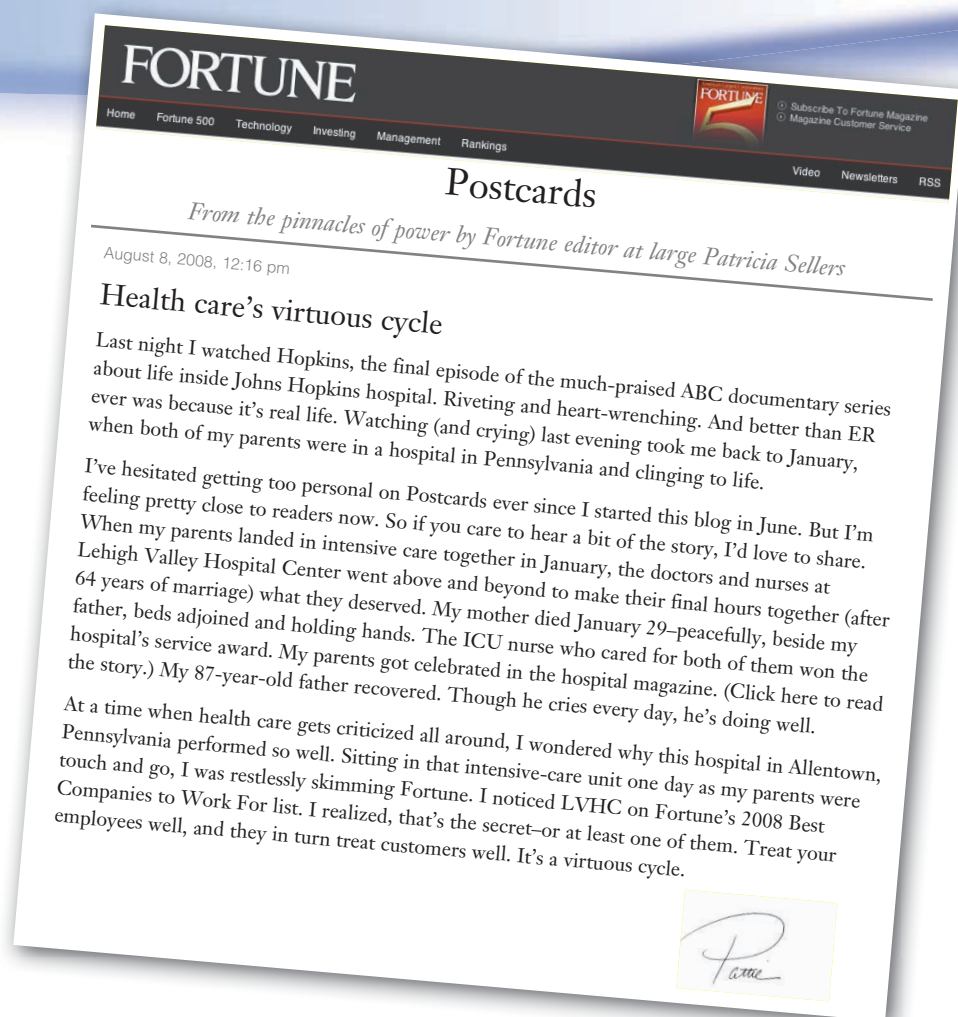 FORTUNE
FORTUNE
5
Subscribe To Fortune Magazine
Magazine Customer Service
Home Fortune 500 Technology Investing Management Rankings
Video Newsletters RSS
Postcards
From the pinnacles of power by Fortune editor at large Patricia Sellers
August 8, 2008, 12:16 pm
Health care’s virtuous cycle
Last night I watched Hopkins, the final episode of the much-praised ABC documentary series
about life inside Johns Hopkins hospital. Riveting and heart-wrenching. And better than ER
ever was because it’s real life. Watching (and crying) last evening took me back to January,
when both of my parents were in a hospital in Pennsylvania and clinging to life.
I’ve hesitated getting too personal on Postcards ever since I started this blog in June. But I’m
feeling pretty close to readers now. So if you care to hear a bit of the story, I’d love to share.
When my parents landed in intensive care together in January, the doctors and nurses at
Lehigh Valley Hospital Center went above and beyond to make their final hours together (after
64 years of marriage) what they deserved. My mother died January 29–peacefully, beside my
father, beds adjoined and holding hands. The ICU nurse who cared for both of them won the
hospital’s service award. My parents got celebrated in the hospital magazine. (Click here to read
the story.) My 87-year-old father recovered. Though he cries every day, he’s doing well.
At a time when health care gets criticized all around, I wondered why this hospital in Allentown,
Pennsylvania performed so well. Sitting in that intensive-care unit one day as my parents were
touch and go, I was restlessly skimming Fortune. I noticed LVHC on Fortune’s 2008 Best
Companies to Work For list. I realized, that’s the secret–or at least one of them. Treat your
employees well, and they in turn treat customers well. It’s a virtuous cycle.
Pattie